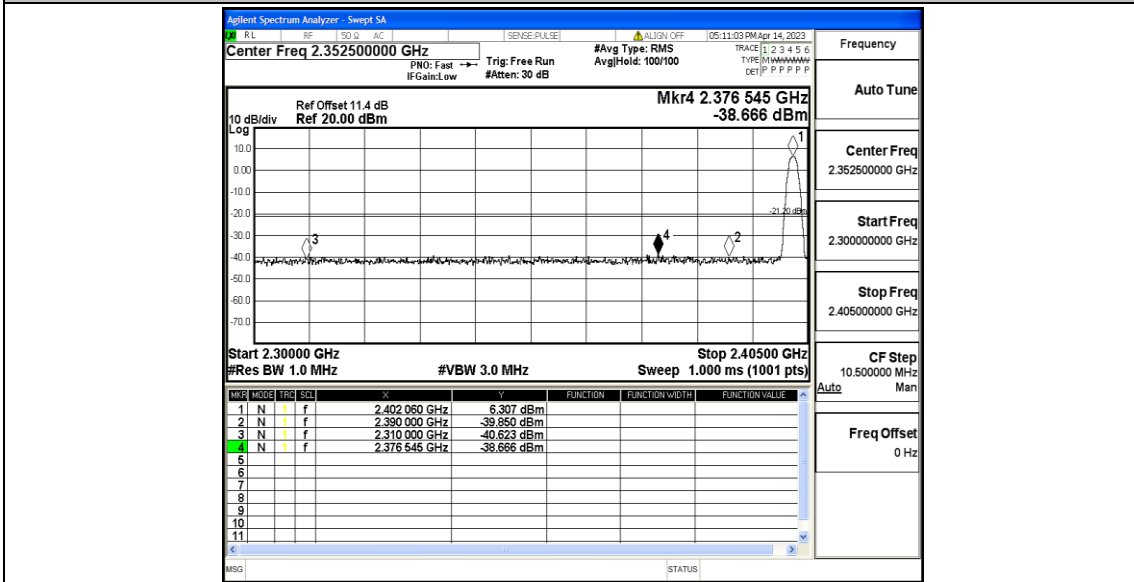 Agilent Spectrum Analyzer - Swept SA
RL RF 50 Ω AC SENSE:PULSE ALIGN OFF 05:11:03 PM Apr 14, 2023
Center Freq 2.352500000 GHz
PNO: Fast
IFGain:Low
Trig: Free Run
#Atten: 30 dB
#Avg Type: RMS
Avg|Hold: 100/100
TRACE 1 2 3 4 5 6
TYPE M WWWWW
DET P P P P P P
Mkr4 2.376 545 GHz
-38.666 dBm
Ref Offset 11.4 dB
10 dB/div Ref 20.00 dBm
Log
10.0
0.00
-10.0
-20.0
-30.0
-40.0
-50.0
-60.0
-70.0
1
-21.20 dBm
3
4
2
Start 2.30000 GHz Stop 2.40500 GHz
#Res BW 1.0 MHz #VBW 3.0 MHz Sweep 1.000 ms (1001 pts)
MKR MODE TRC SCL X Y FUNCTION FUNCTION WIDTH FUNCTION VALUE
1 N 1 f 2.402 060 GHz 6.307 dBm
2 N 1 f 2.390 000 GHz -39.850 dBm
3 N 1 f 2.310 000 GHz -40.623 dBm
4 N 1 f 2.376 545 GHz -38.666 dBm
5
6
7
8
9
10
11
MSG STATUS
Frequency
Auto Tune
Center Freq
2.352500000 GHz
Start Freq
2.300000000 GHz
Stop Freq
2.405000000 GHz
CF Step
10.500000 MHz
Auto Man
Freq Offset
0 Hz